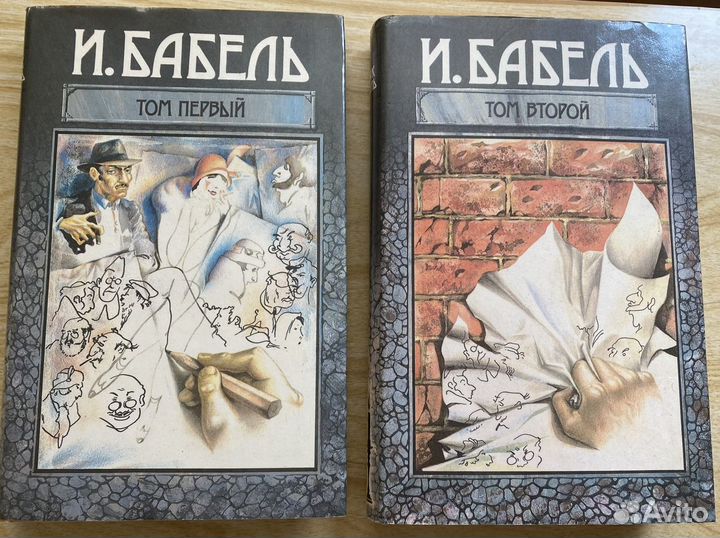 И. БАБЕЛЬ
ТОМ ПЕРВЫЙ
И. БАБЕЛЬ
ТОМ ВТОРОЙ
Avito